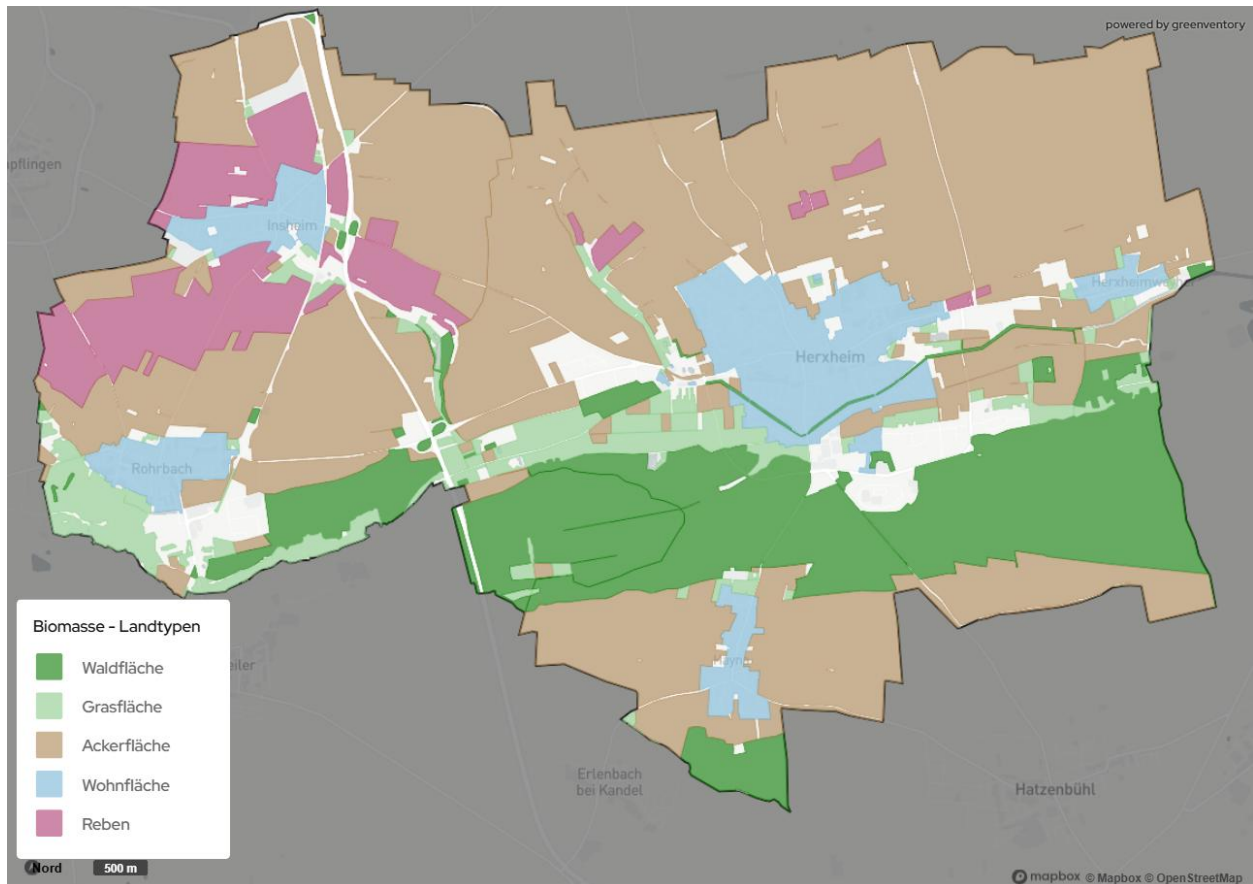 powered by greenventory
Insheim
Herxheim
Rohrbach
Biomasse - Landtypen
Waldfläche
Grasfläche
Ackerfläche
Wohnfläche
Reben
Erlenbach
bei Kandel
Hatzenbühl
Nord
500 m
mapbox © Mapbox © OpenStreetMap